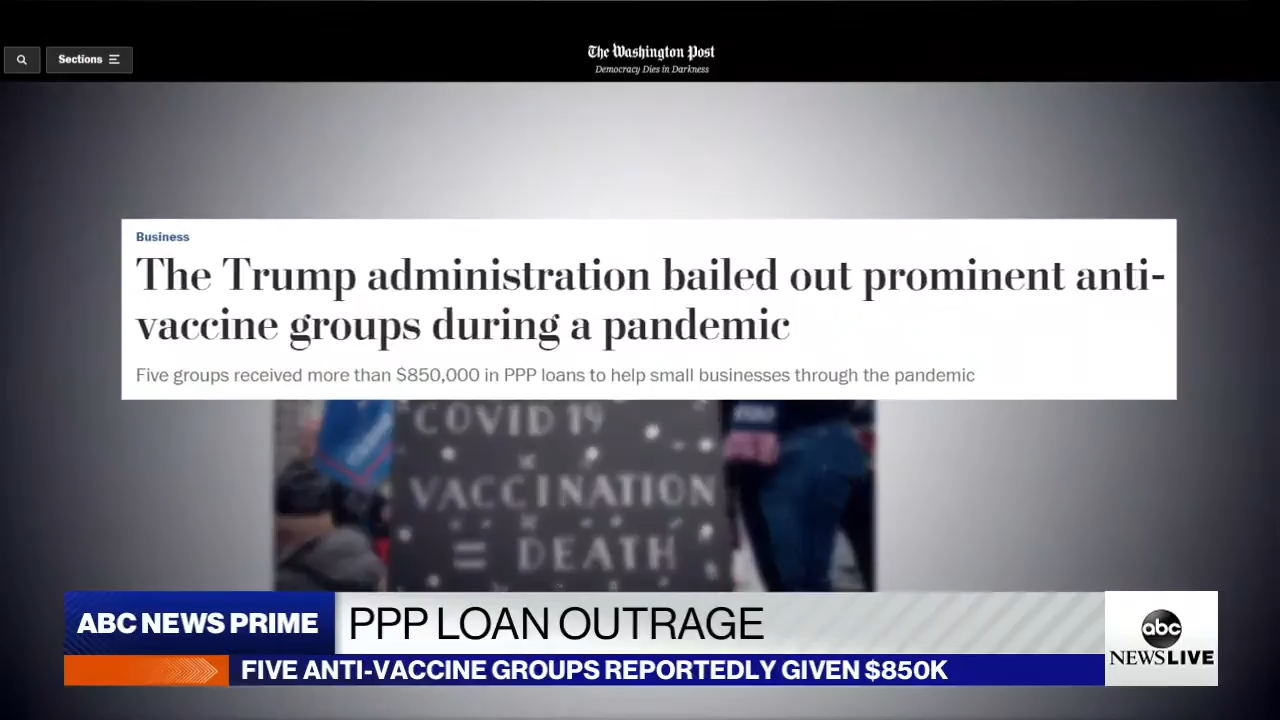 Sections
The Washington Post
Democracy Dies in Darkness
Business
The Trump administration bailed out prominent anti-
vaccine groups during a pandemic
Five groups received more than $850,000 in PPP loans to help small businesses through the pandemic
COVID 19
VACCINATION
= DEATH
ABC NEWS PRIME
PPP LOAN OUTRAGE
FIVE ANTI-VACCINE GROUPS REPORTEDLY GIVEN $850K
abc
NEWS LIVE